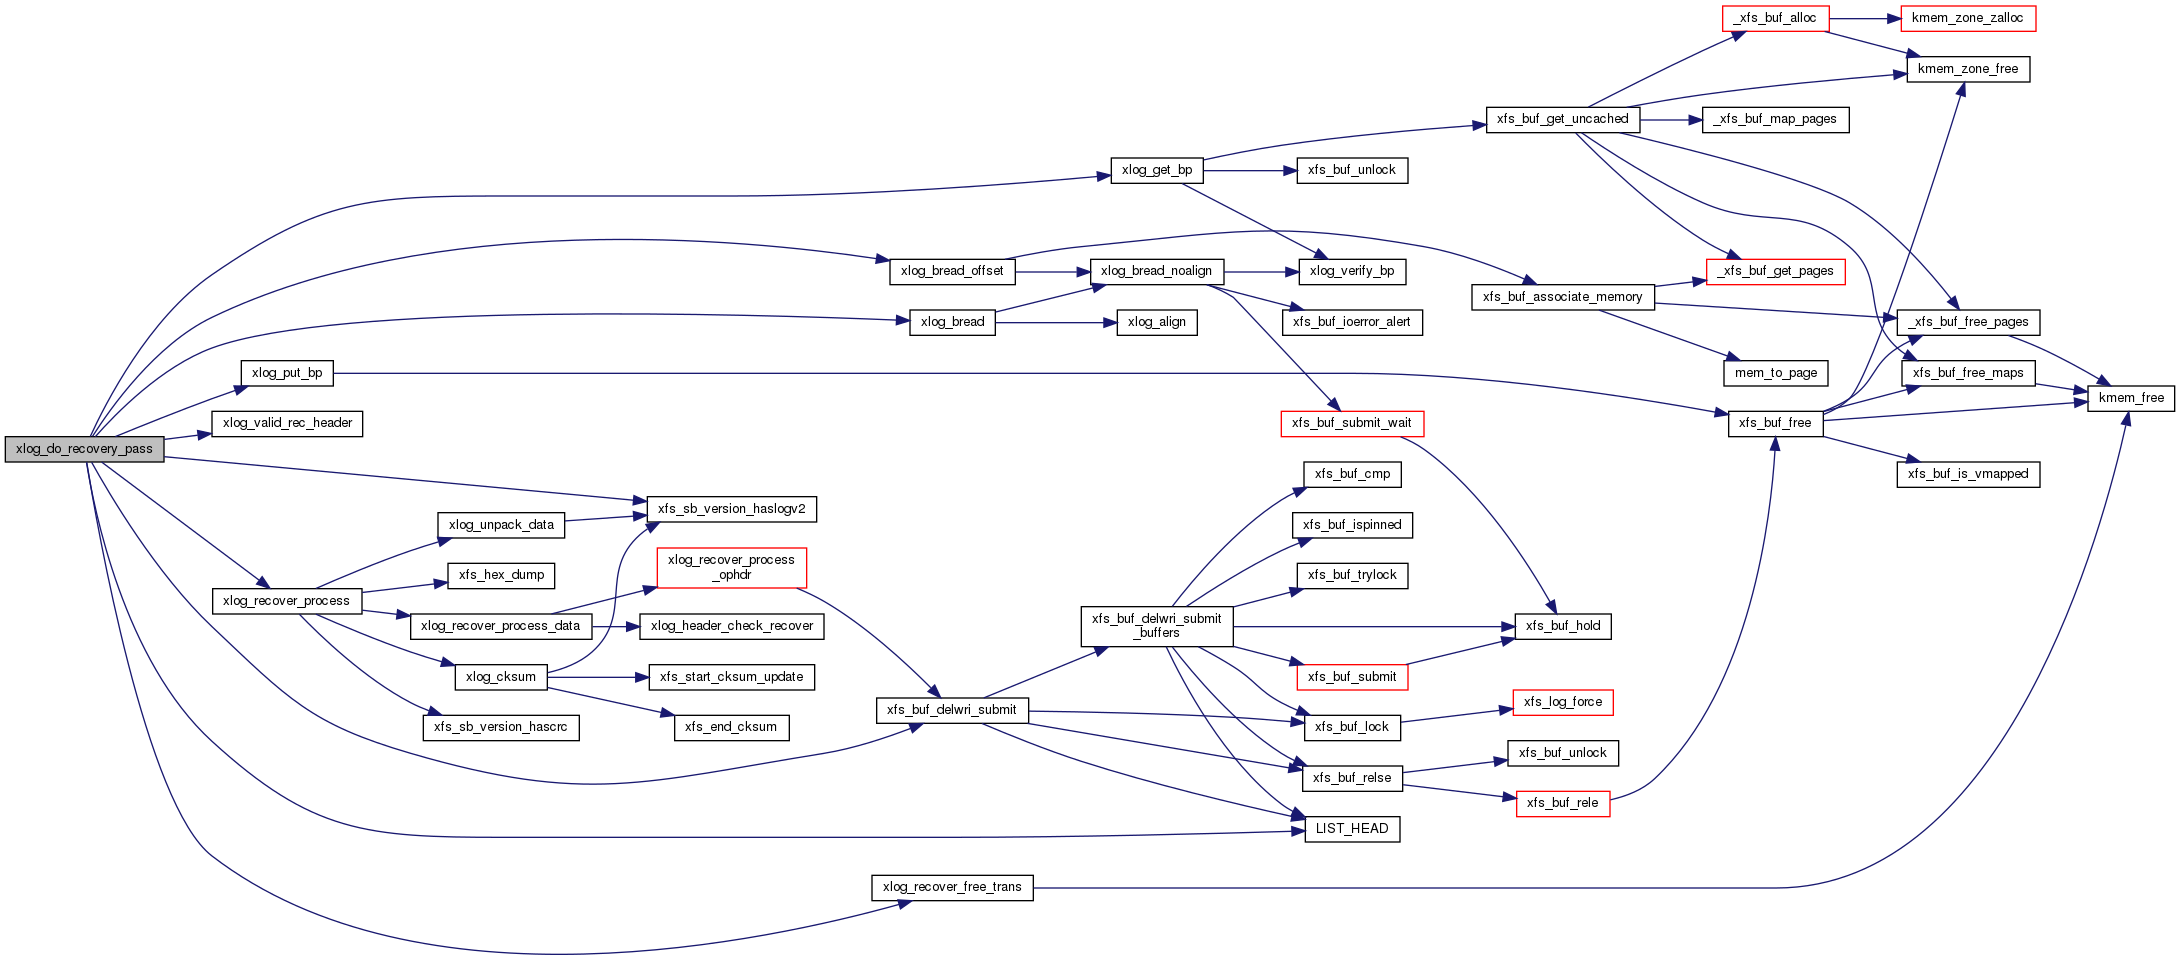 _xfs_buf_alloc
kmem_zone_zalloc
kmem_zone_free
xfs_buf_get_uncached
_xfs_buf_map_pages
xlog_get_bp
xfs_buf_unlock
xlog_bread_offset
xlog_bread_noalign
xlog_verify_bp
_xfs_buf_get_pages
xfs_buf_associate_memory
xlog_bread
xlog_align
xfs_buf_ioerror_alert
_xfs_buf_free_pages
xlog_put_bp
mem_to_page
xfs_buf_free_maps
kmem_free
xlog_valid_rec_header
xfs_buf_submit_wait
xfs_buf_free
xlog_do_recovery_pass
xfs_buf_cmp
xfs_buf_is_vmapped
xfs_sb_version_haslogv2
xlog_unpack_data
xfs_buf_ispinned
xlog_recover_process
_ophdr
xfs_hex_dump
xfs_buf_trylock
xlog_recover_process
xlog_recover_process_data
xlog_header_check_recover
xfs_buf_delwri_submit
_buffers
xfs_buf_hold
xlog_cksum
xfs_start_cksum_update
xfs_buf_submit
xfs_buf_delwri_submit
xfs_log_force
xfs_sb_version_hascrc
xfs_end_cksum
xfs_buf_lock
xfs_buf_unlock
xfs_buf_relse
xfs_buf_rele
LIST_HEAD
xlog_recover_free_trans